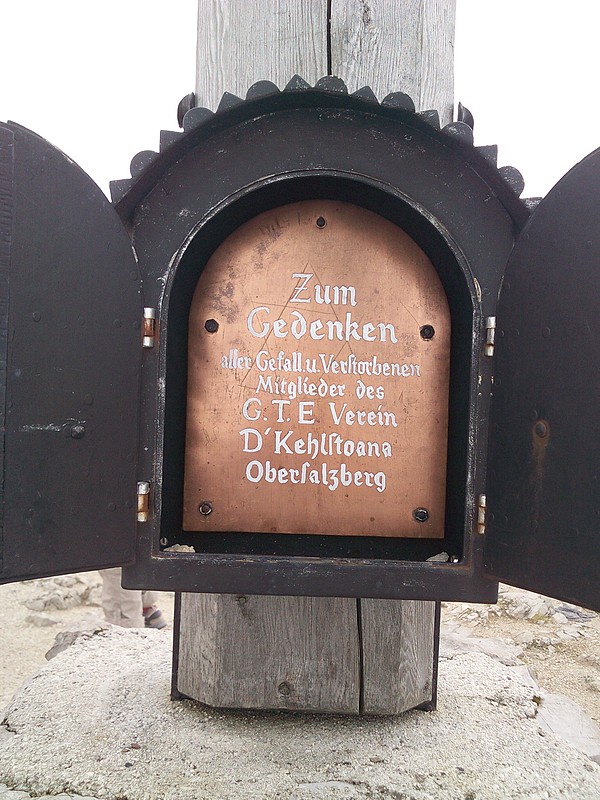 Zum
Gedenken
aller Gefall. u. Verſtorbenen
Mitglieder des
G.T.E Verein
D'Kehlſtoana
Oberſalzberg